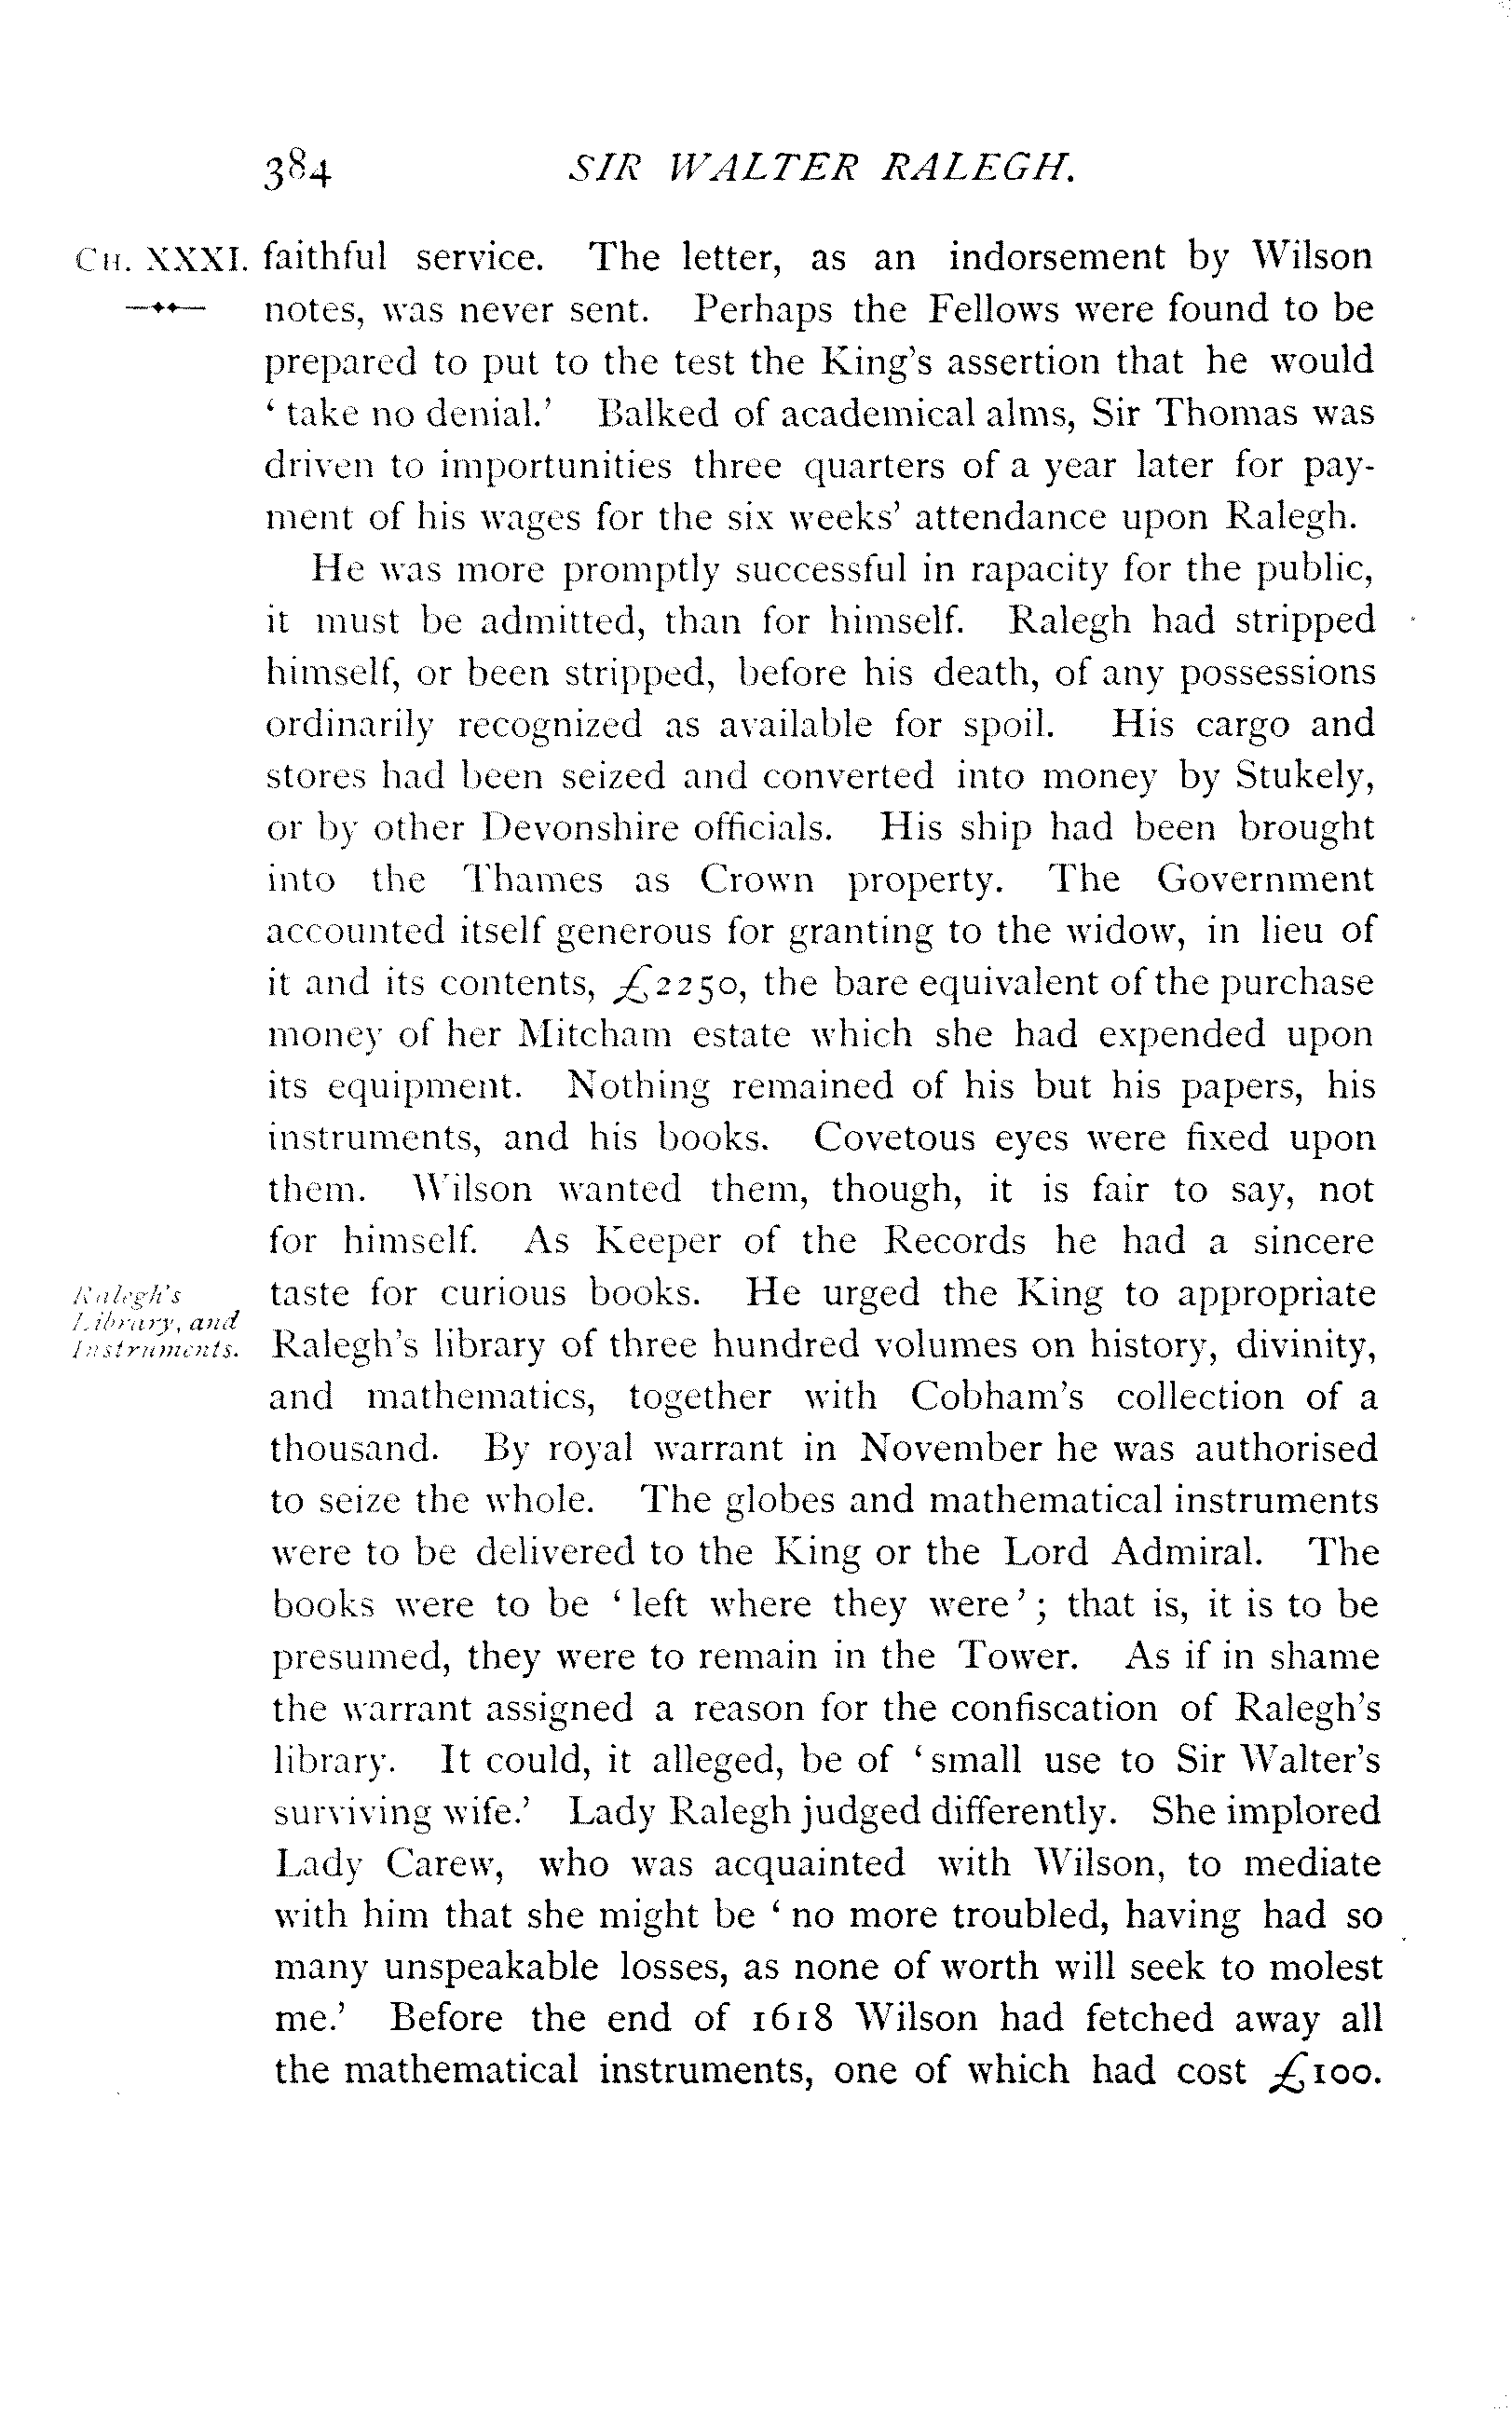 384 SIR WALTER RALEGH.
CH. XXXI. faithful service. The letter, as an indorsement by Wilson
notes, was never sent. Perhaps the Fellows were found to be
prepared to put to the test the King's assertion that he would
‘take no denial.’ Balked of academical alms, Sir Thomas was
driven to importunities three quarters of a year later for pay-
ment of his wages for the six weeks' attendance upon Ralegh.
He was more promptly successful in rapacity for the public,
it must be admitted, than for himself. Ralegh had stripped
himself, or been stripped, before his death, of any possessions
ordinarily recognized as available for spoil. His cargo and
stores had been seized and converted into money by Stukely,
or by other Devonshire officials. His ship had been brought
into the Thames as Crown property. The Government
accounted itself generous for granting to the widow, in lieu of
it and its contents, £2250, the bare equivalent of the purchase
money of her Mitcham estate which she had expended upon
its equipment. Nothing remained of his but his papers, his
instruments, and his books. Covetous eyes were fixed upon
them. Wilson wanted them, though, it is fair to say, not
for himself. As Keeper of the Records he had a sincere
Ralegh's
Library, and
Instruments.
taste for curious books. He urged the King to appropriate
Ralegh's library of three hundred volumes on history, divinity,
and mathematics, together with Cobham's collection of a
thousand. By royal warrant in November he was authorised
to seize the whole. The globes and mathematical instruments
were to be delivered to the King or the Lord Admiral. The
books were to be ‘left where they were’; that is, it is to be
presumed, they were to remain in the Tower. As if in shame
the warrant assigned a reason for the confiscation of Ralegh's
library. It could, it alleged, be of ‘small use to Sir Walter's
surviving wife.’ Lady Ralegh judged differently. She implored
Lady Carew, who was acquainted with Wilson, to mediate
with him that she might be ‘no more troubled, having had so
many unspeakable losses, as none of worth will seek to molest
me.’ Before the end of 1618 Wilson had fetched away all
the mathematical instruments, one of which had cost £100.